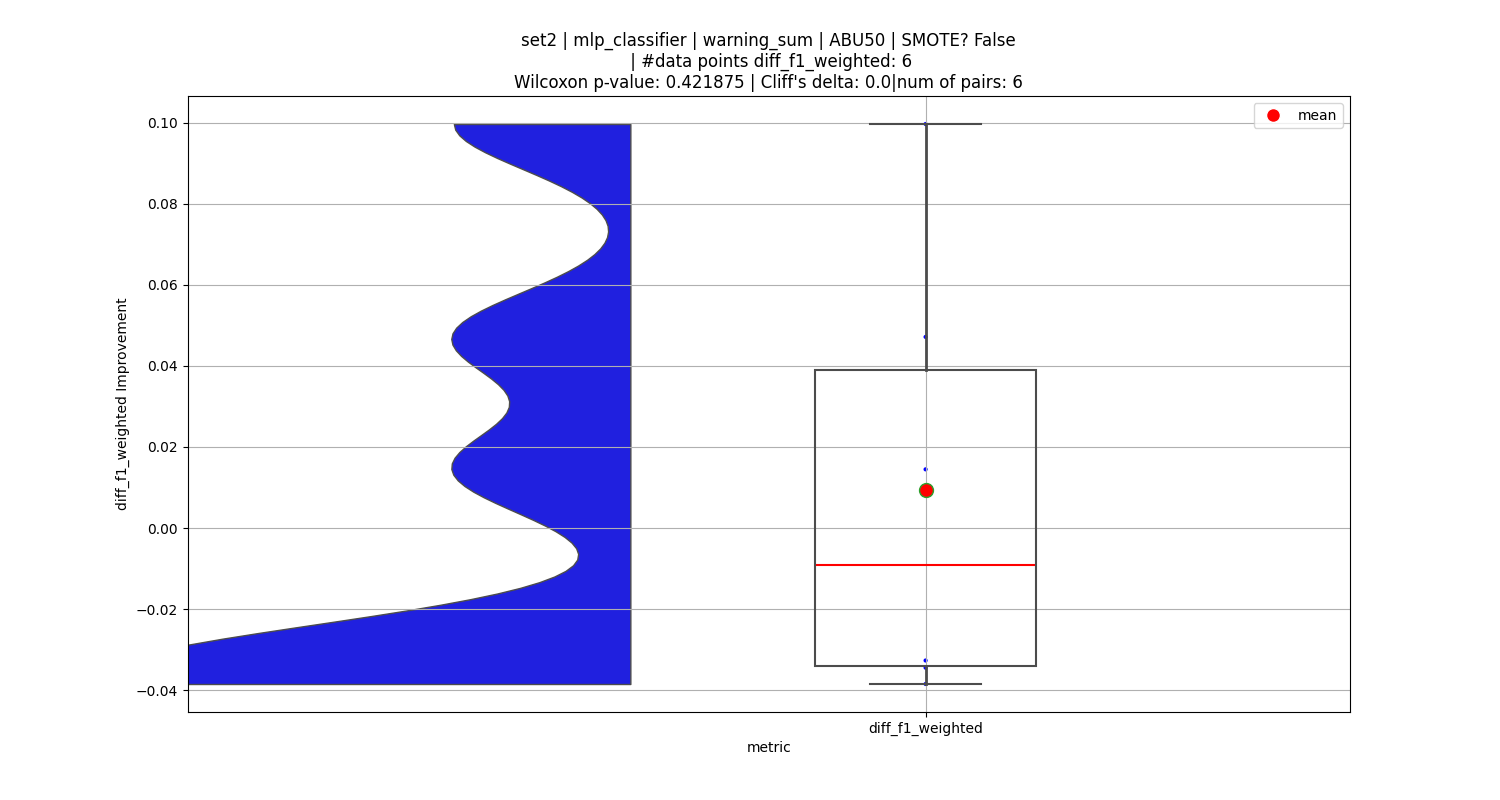 set2 | mlp_classifier | warning_sum | ABU50 | SMOTE? False
| #data points diff_f1_weighted: 6
Wilcoxon p-value: 0.421875 | Cliff's delta: 0.0|num of pairs: 6
mean
0.10
0.08
0.06
0.04
0.02
0.00
−0.02
−0.04
diff_f1_weighted Improvement
diff_f1_weighted
metric